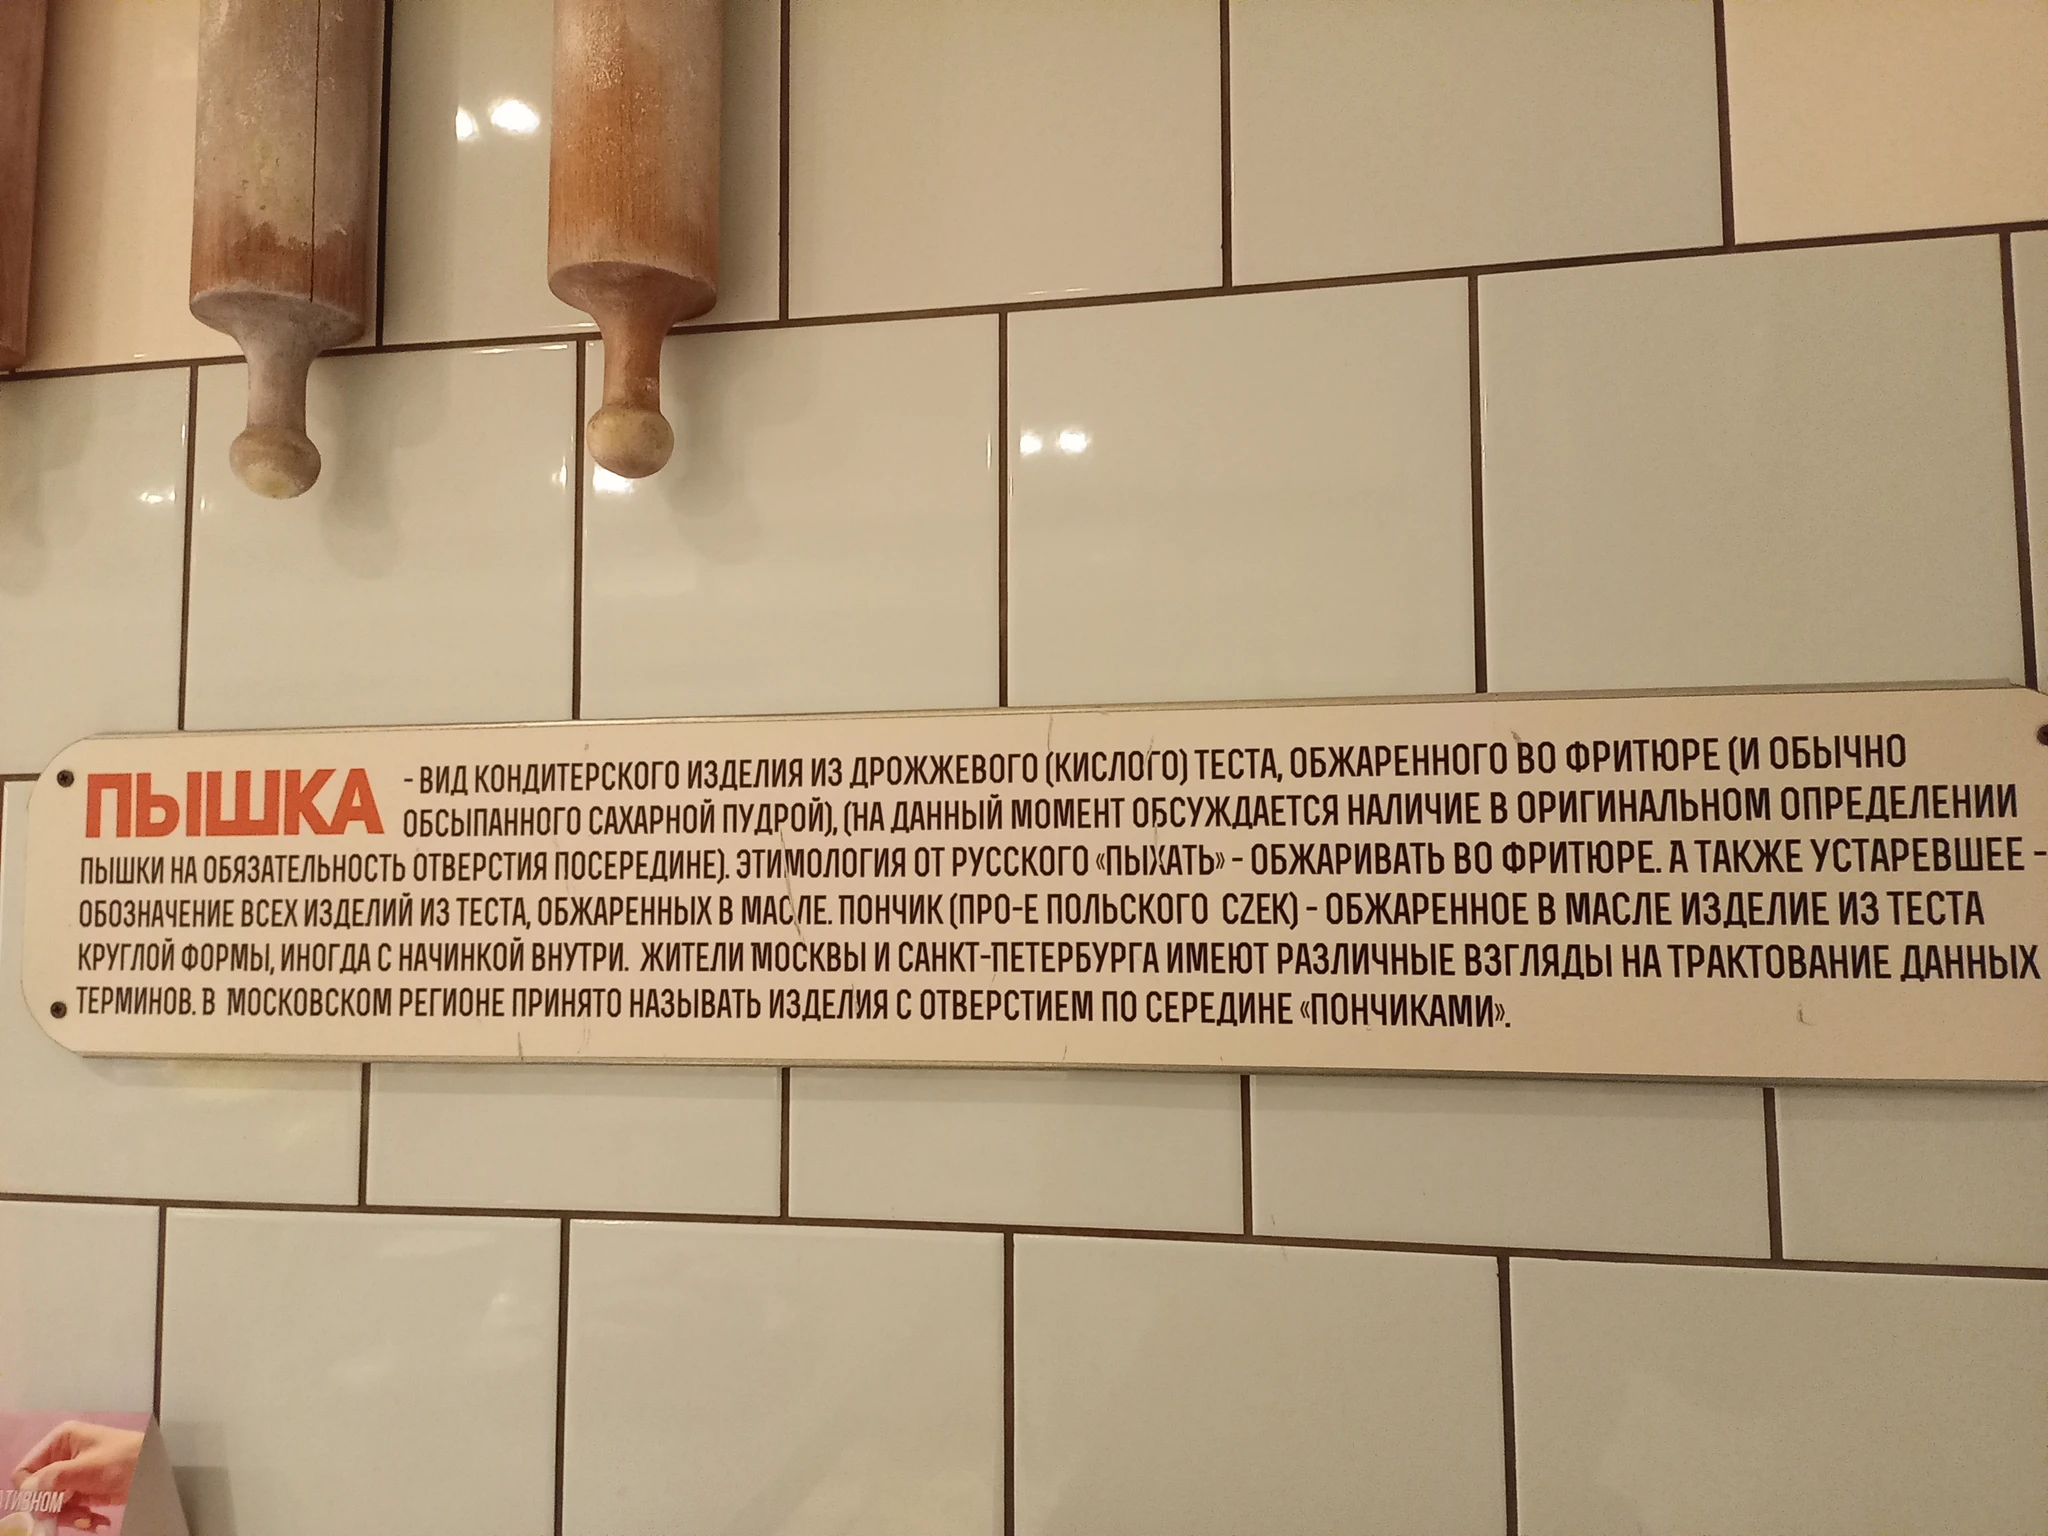 ПЫШКА - ВИД КОНДИТЕРСКОГО ИЗДЕЛИЯ ИЗ ДРОЖЖЕВОГО (КИСЛОГО) ТЕСТА, ОБЖАРЕННОГО ВО ФРИТЮРЕ (И ОБЫЧНО
ОБСЫПАННОГО САХАРНОЙ ПУДРОЙ), (НА ДАННЫЙ МОМЕНТ ОБСУЖДАЕТСЯ НАЛИЧИЕ В ОРИГИНАЛЬНОМ ОПРЕДЕЛЕНИИ
ПЫШКИ НА ОБЯЗАТЕЛЬНОСТЬ ОТВЕРСТИЯ ПОСЕРЕДИНЕ). ЭТИМОЛОГИЯ ОТ РУССКОГО «ПЫХАТЬ» - ОБЖАРИВАТЬ ВО ФРИТЮРЕ. А ТАКЖЕ УСТАРЕВШЕЕ -
ОБОЗНАЧЕНИЕ ВСЕХ ИЗДЕЛИЙ ИЗ ТЕСТА, ОБЖАРЕННЫХ В МАСЛЕ. ПОНЧИК (ПРО-Е ПОЛЬСКОГО CZEK) - ОБЖАРЕННОЕ В МАСЛЕ ИЗДЕЛИЕ ИЗ ТЕСТА
КРУГЛОЙ ФОРМЫ, ИНОГДА С НАЧИНКОЙ ВНУТРИ. ЖИТЕЛИ МОСКВЫ И САНКТ-ПЕТЕРБУРГА ИМЕЮТ РАЗЛИЧНЫЕ ВЗГЛЯДЫ НА ТРАКТОВАНИЕ ДАННЫХ
ТЕРМИНОВ. В МОСКОВСКОМ РЕГИОНЕ ПРИНЯТО НАЗЫВАТЬ ИЗДЕЛИЯ С ОТВЕРСТИЕМ ПО СЕРЕДИНЕ «ПОНЧИКАМИ».